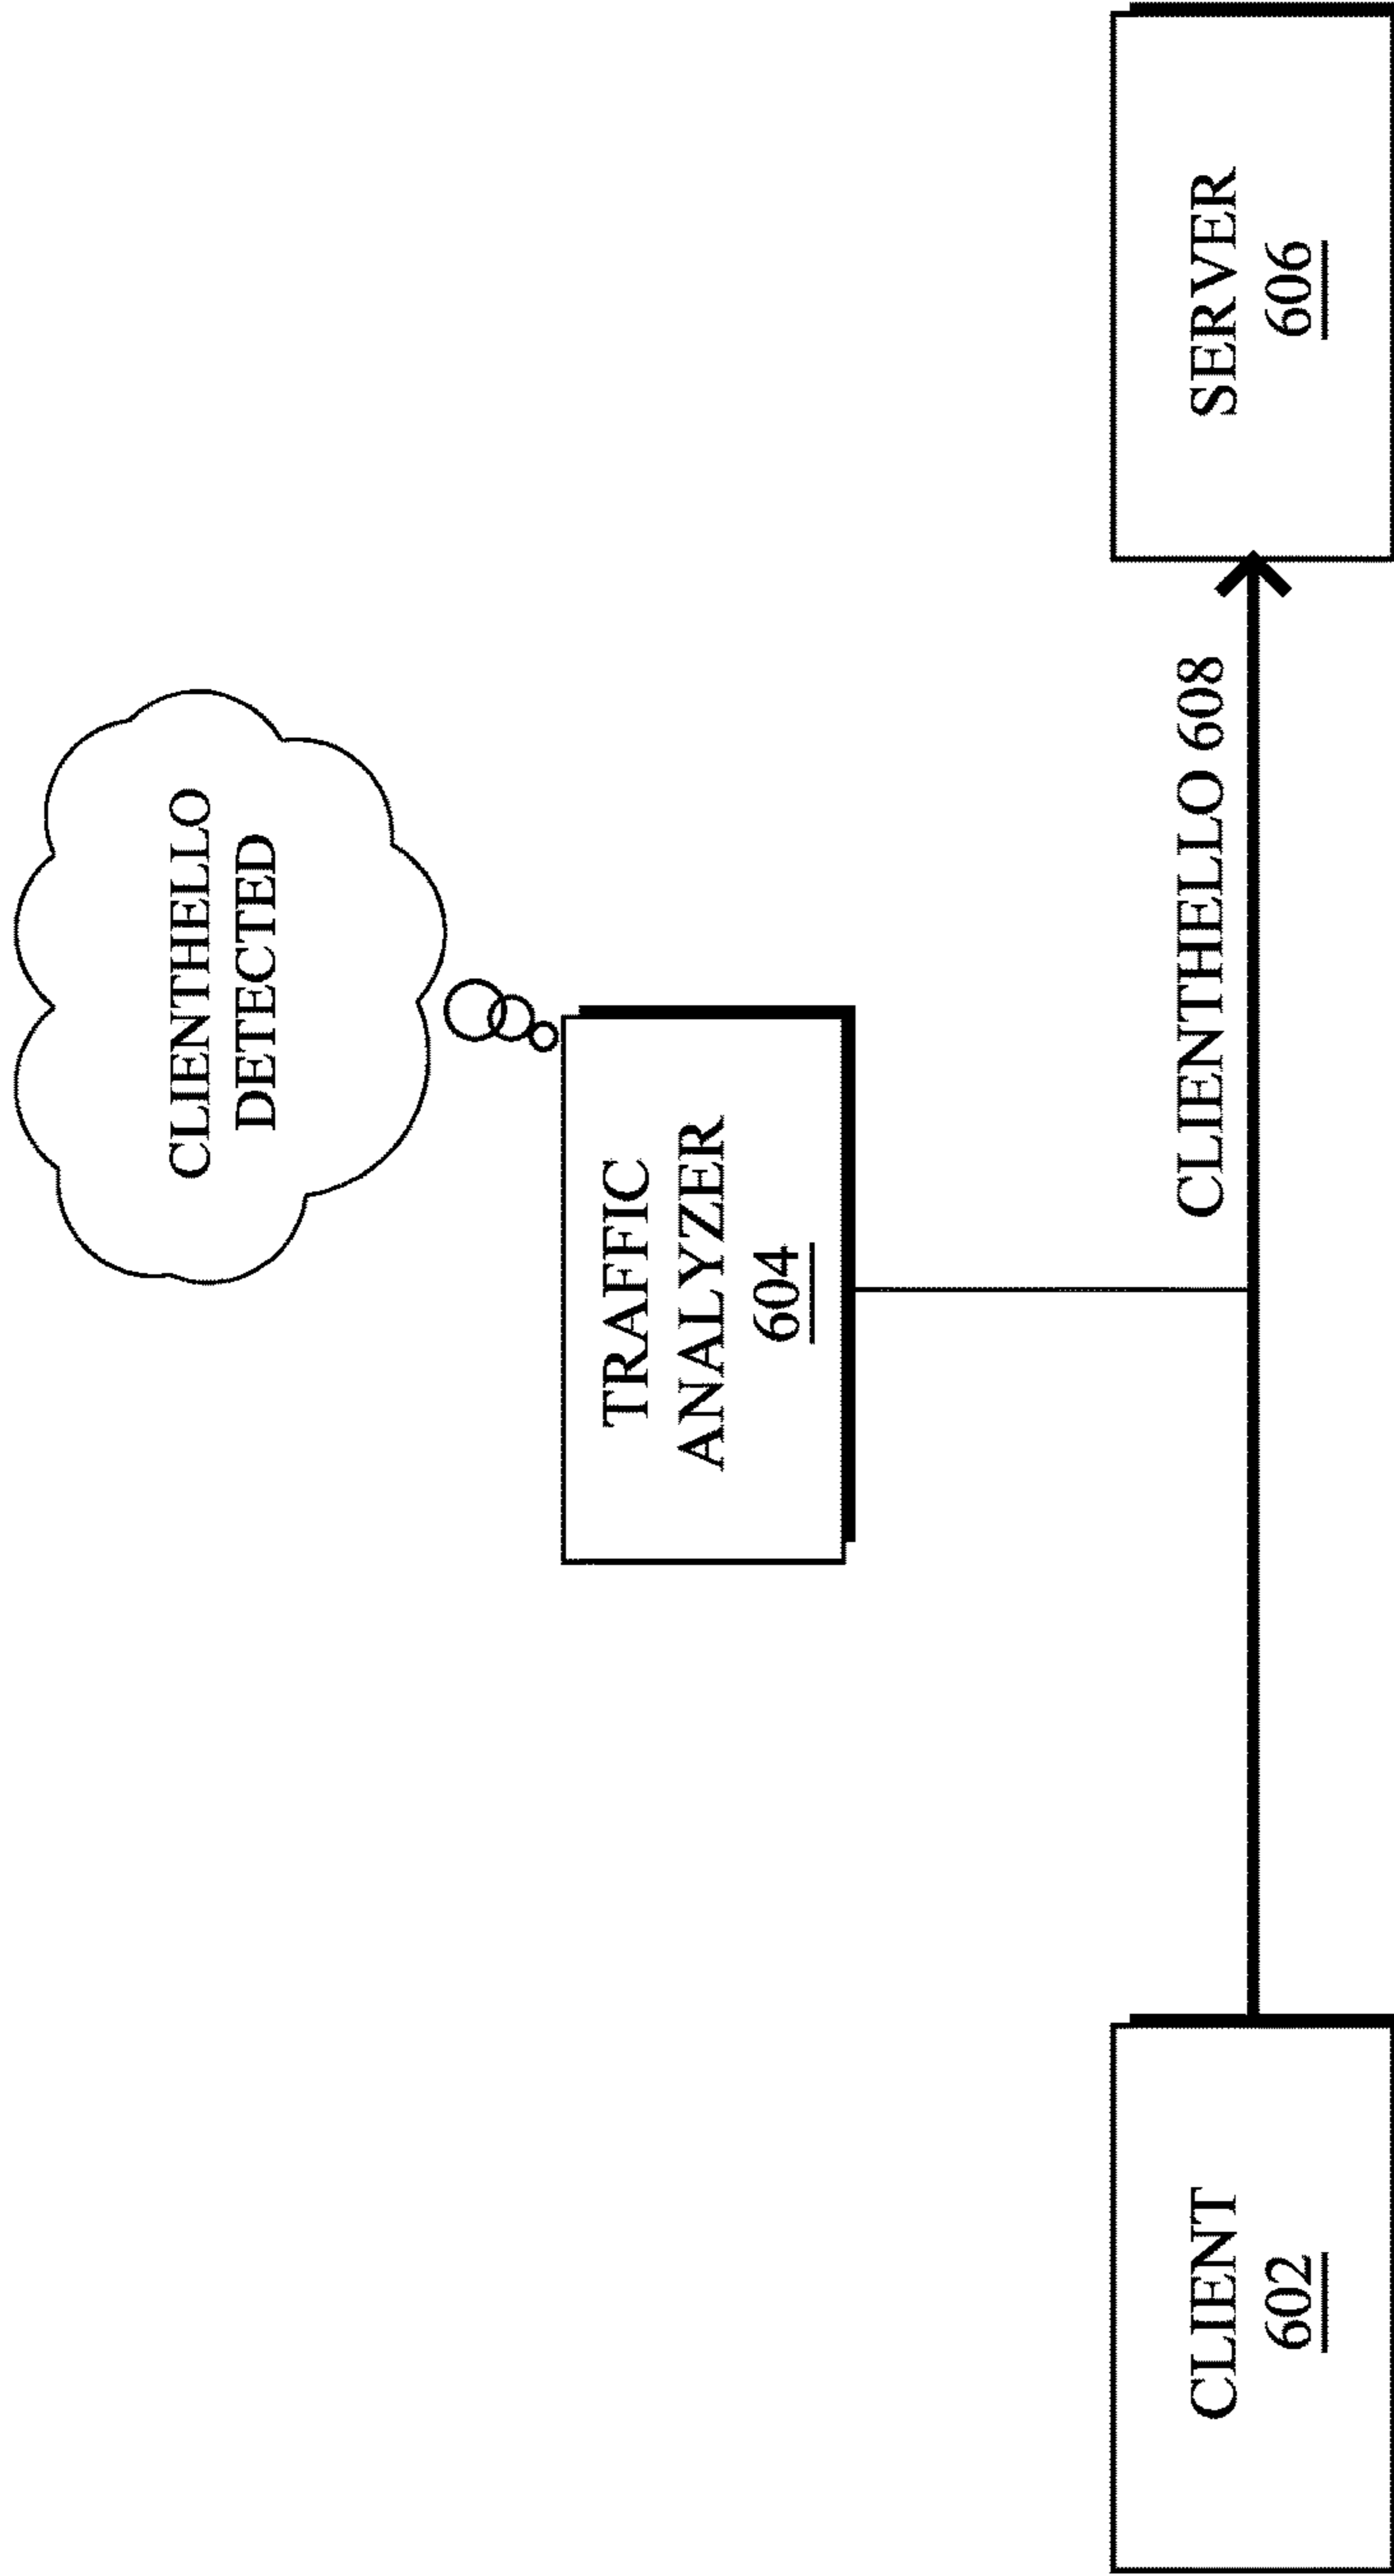 CLIENTHELLO
DETECTED
TRAFFIC
ANALYZER
604
CLIENTHELLO 608
CLIENT
602
SERVER
606